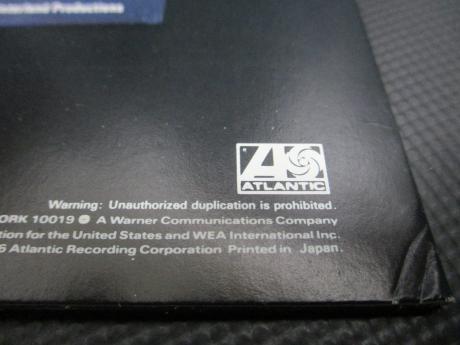 Productions
ATLANTIC
Warning: Unauthorized duplication is prohibited.
ORK 10019 A Warner Communications Company
tion for the United States and WEA International Inc.
6 Atlantic Recording Corporation Printed in Japan.